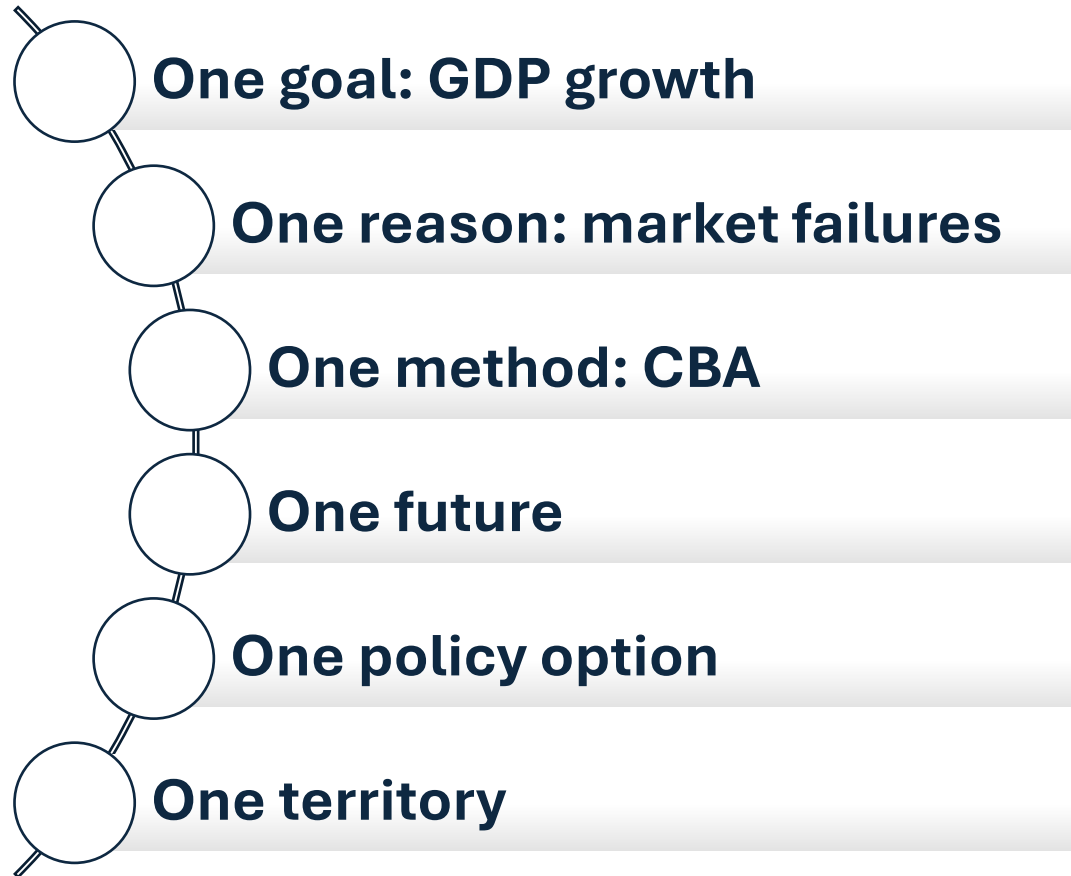 One goal: GDP growth
One reason: market failures
One method: CBA
One future
One policy option
One territory